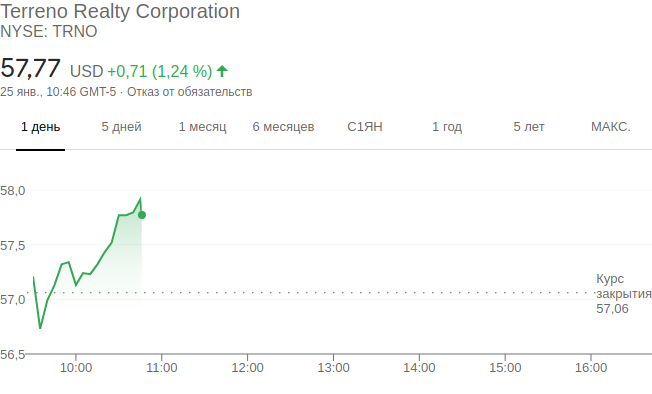 Terreno Realty Corporation
NYSE: TRNO
57,77 USD +0,71 (1,24 %)
25 янв., 10:46 GMT-5 · Отказ от обязательств
1 день 5 дней 1 месяц 6 месяцев С1ЯН 1 год 5 лет МАКС.
58,0
57,5
Курс
57,0 закрытия
57,06
56,5
10:00 11:00 12:00 13:00 14:00 15:00 16:00